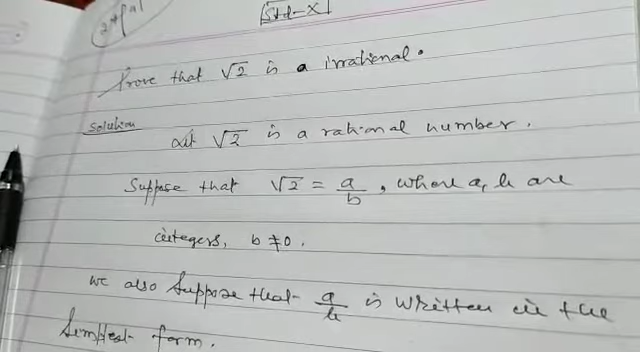 Std-X
Prove that √2 is a irrational.
Solution
Let √2 is a rational number.
Suppose that √2 = a/b, where a, b are
integers, b ≠ 0.
we also suppose that a/b is written in the
simplest form.